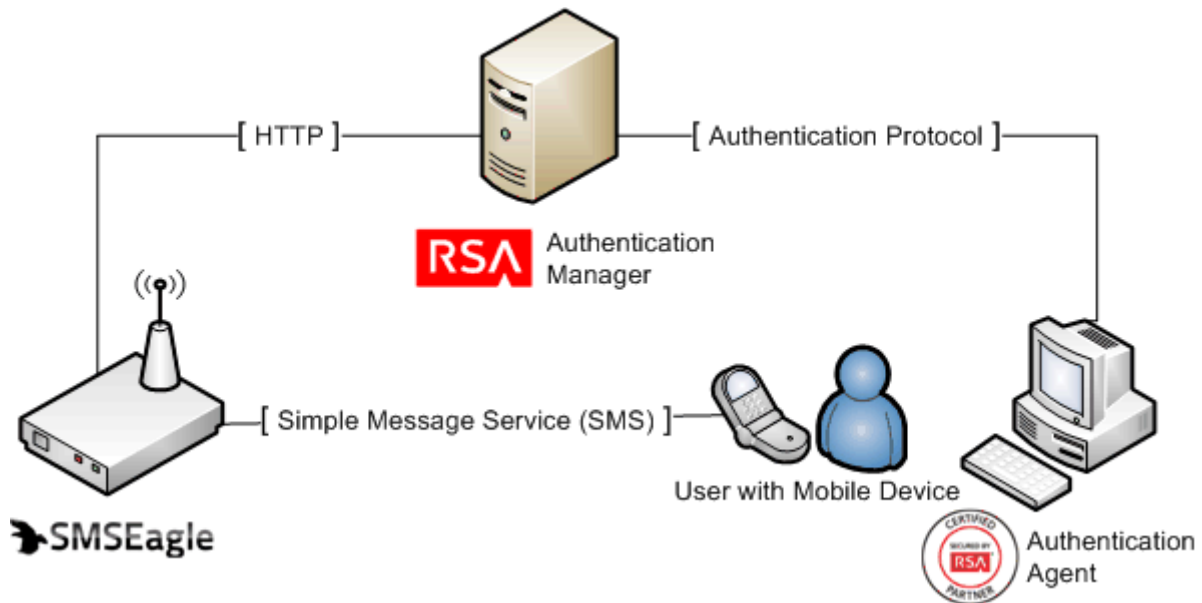 [ HTTP ]
[ Authentication Protocol ]
RSA
Authentication
Manager
[ Simple Message Service (SMS) ]
User with Mobile Device
SMSEagle
CERTIFIED
SECURED BY
RSA
PARTNER
Authentication
Agent